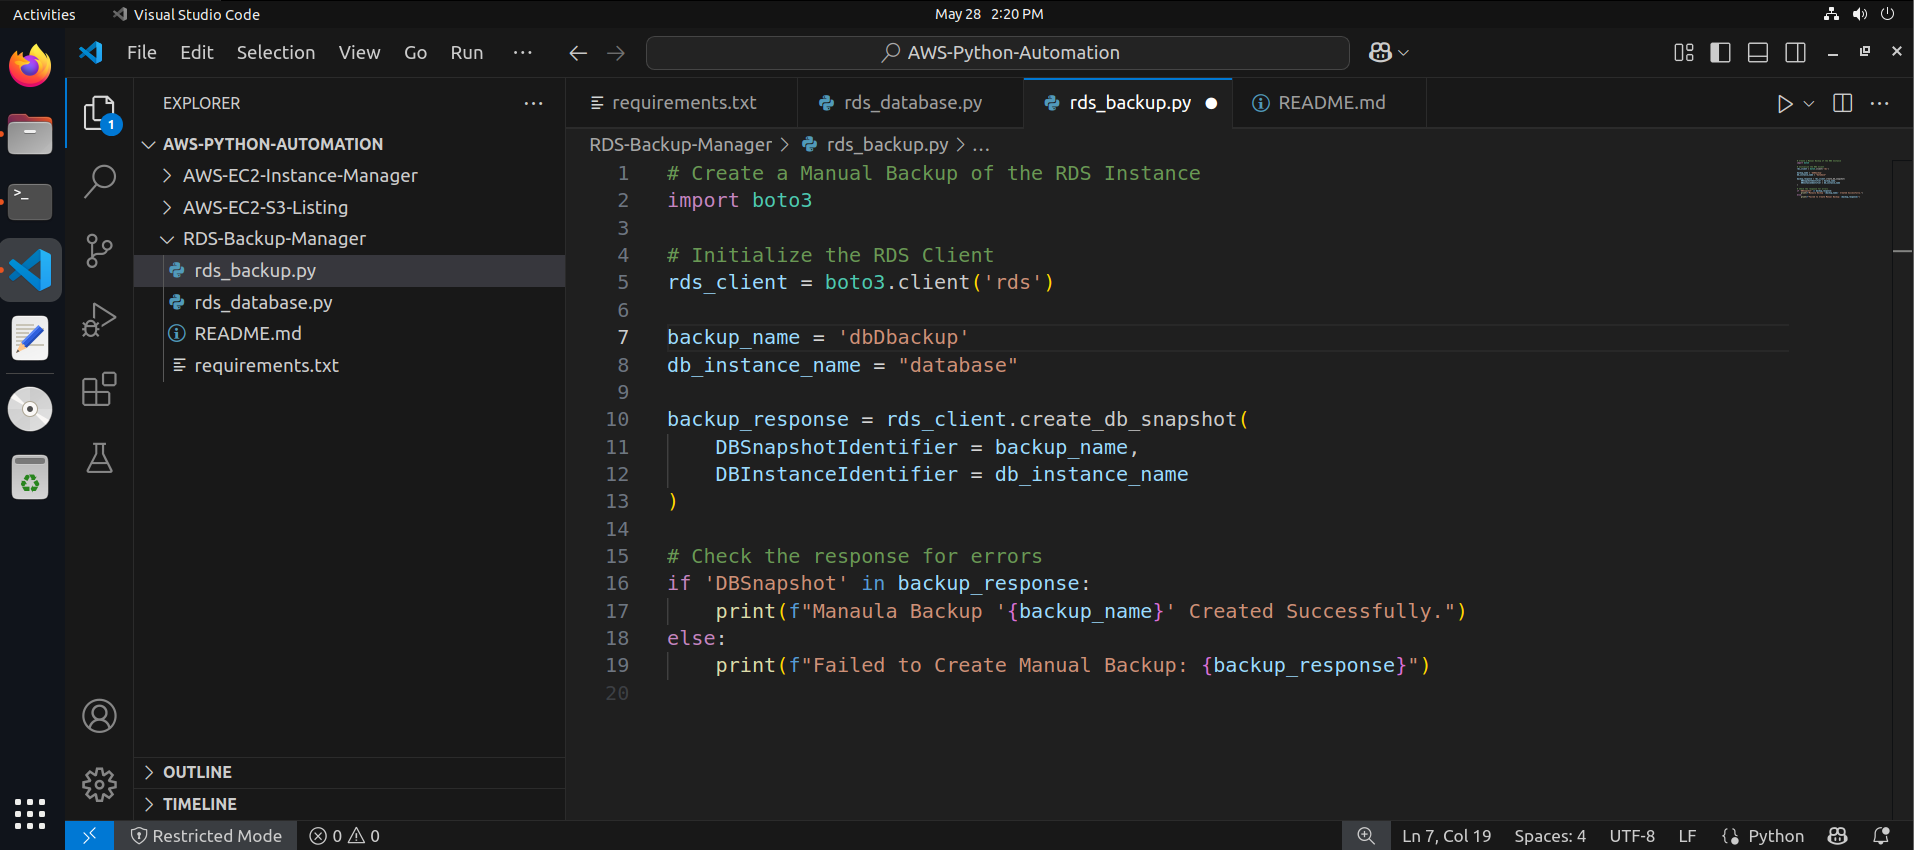 Activities
Visual Studio Code
May 28 2:20 PM
File Edit Selection View Go Run ···
AWS-Python-Automation
EXPLORER ···
1
requirements.txt
rds_database.py
rds_backup.py
README.md
AWS-PYTHON-AUTOMATION
AWS-EC2-Instance-Manager
AWS-EC2-S3-Listing
RDS-Backup-Manager
rds_backup.py
rds_database.py
README.md
requirements.txt
OUTLINE
TIMELINE
RDS-Backup-Manager > rds_backup.py > ...
1 # Create a Manual Backup of the RDS Instance
2 import boto3
3
4 # Initialize the RDS Client
5 rds_client = boto3.client('rds')
6
7 backup_name = 'dbDbackup'
8 db_instance_name = "database"
9
10 backup_response = rds_client.create_db_snapshot(
11     DBSnapshotIdentifier = backup_name,
12     DBInstanceIdentifier = db_instance_name
13 )
14
15 # Check the response for errors
16 if 'DBSnapshot' in backup_response:
17     print(f"Manaula Backup '{backup_name}' Created Successfully.")
18 else:
19     print(f"Failed to Create Manual Backup: {backup_response}")
20
Restricted Mode 0 0
Ln 7, Col 19 Spaces: 4 UTF-8 LF Python